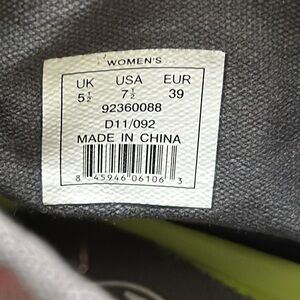 WOMEN'S
UK USA EUR
5½ 7½ 39
92360088
D11/092
MADE IN CHINA
8 45946 06106 3